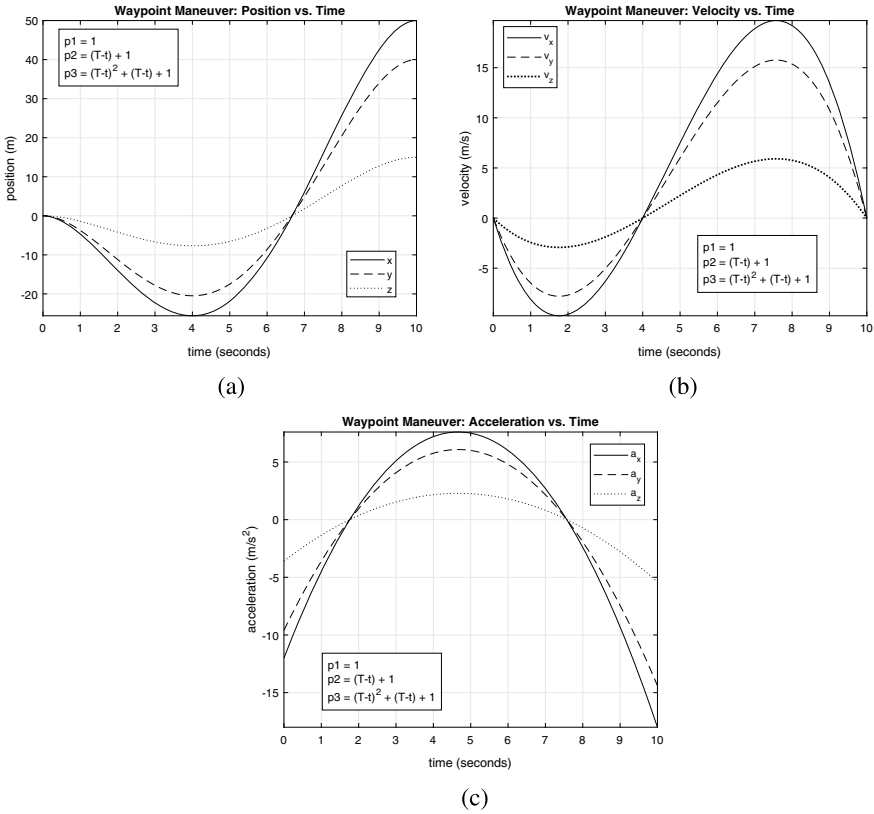 Waypoint Maneuver: Position vs. Time
50
40
30
20
10
0
-10
-20
position (m)
p1 = 1
p2 = (T-t) + 1
p3 = (T-t)^2 + (T-t) + 1
x
y
z
0 1 2 3 4 5 6 7 8 9 10
time (seconds)
(a)
Waypoint Maneuver: Velocity vs. Time
15
10
5
0
-5
velocity (m/s)
v_x
v_y
v_z
p1 = 1
p2 = (T-t) + 1
p3 = (T-t)^2 + (T-t) + 1
0 1 2 3 4 5 6 7 8 9 10
time (seconds)
(b)
Waypoint Maneuver: Acceleration vs. Time
5
0
-5
-10
-15
acceleration (m/s^2)
a_x
a_y
a_z
p1 = 1
p2 = (T-t) + 1
p3 = (T-t)^2 + (T-t) + 1
0 1 2 3 4 5 6 7 8 9 10
time (seconds)
(c)